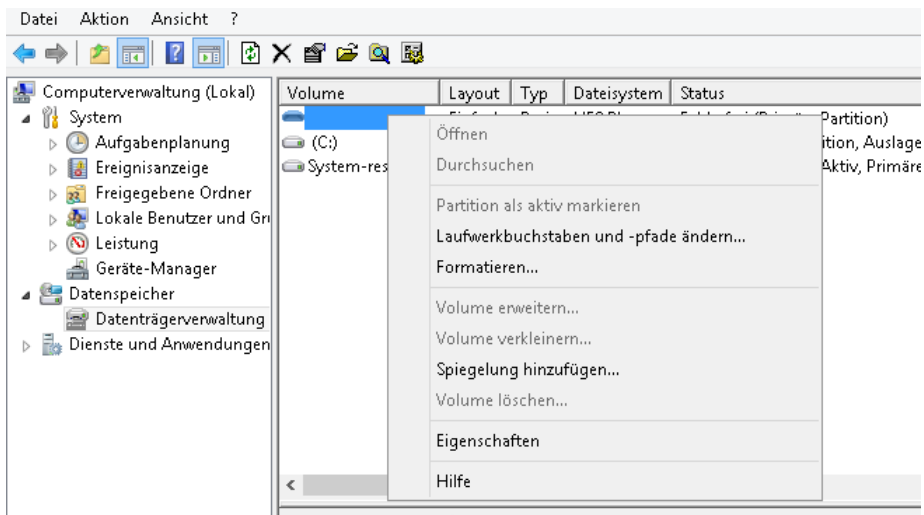 Datei Aktion Ansicht ?
Computerverwaltung (Lokal)
System
Aufgabenplanung
Ereignisanzeige
Freigegebene Ordner
Lokale Benutzer und Gru
Leistung
Geräte-Manager
Datenspeicher
Datenträgerverwaltung
Dienste und Anwendungen
Volume Layout Typ Dateisystem Status
Partition)
(C:) ition, Auslage
System-res Aktiv, Primäre
Öffnen
Durchsuchen
Partition als aktiv markieren
Laufwerkbuchstaben und -pfade ändern...
Formatieren...
Volume erweitern...
Volume verkleinern...
Spiegelung hinzufügen...
Volume löschen...
Eigenschaften
Hilfe